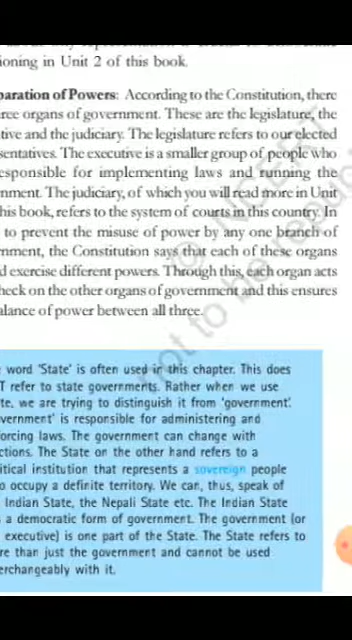 ioning in Unit 2 of this book.
paration of Powers: According to the Constitution, there
ree organs of government. These are the legislature, the
tive and the judiciary. The legislature refers to our elected
sentatives. The executive is a smaller group of people who
esponsible for implementing laws and running the
nment. The judiciary, of which you will read more in Unit
his book, refers to the system of courts in this country. In
to prevent the misuse of power by any one branch of
nment, the Constitution says that each of these organs
d exercise different powers. Through this, each organ acts
heck on the other organs of government and this ensures
alance of power between all three.
e word 'State' is often used in this chapter. This does
T refer to state governments. Rather when we use
te, we are trying to distinguish it from 'government'.
vernment' is responsible for administering and
orcing laws. The government can change with
ctions. The State on the other hand refers to a
itical institution that represents a sovereign people
o occupy a definite territory. We can, thus, speak of
Indian State, the Nepali State etc. The Indian State
s a democratic form of government. The government (or
executive) is one part of the State. The State refers to
re than just the government and cannot be used
erchangeably with it.
not to be